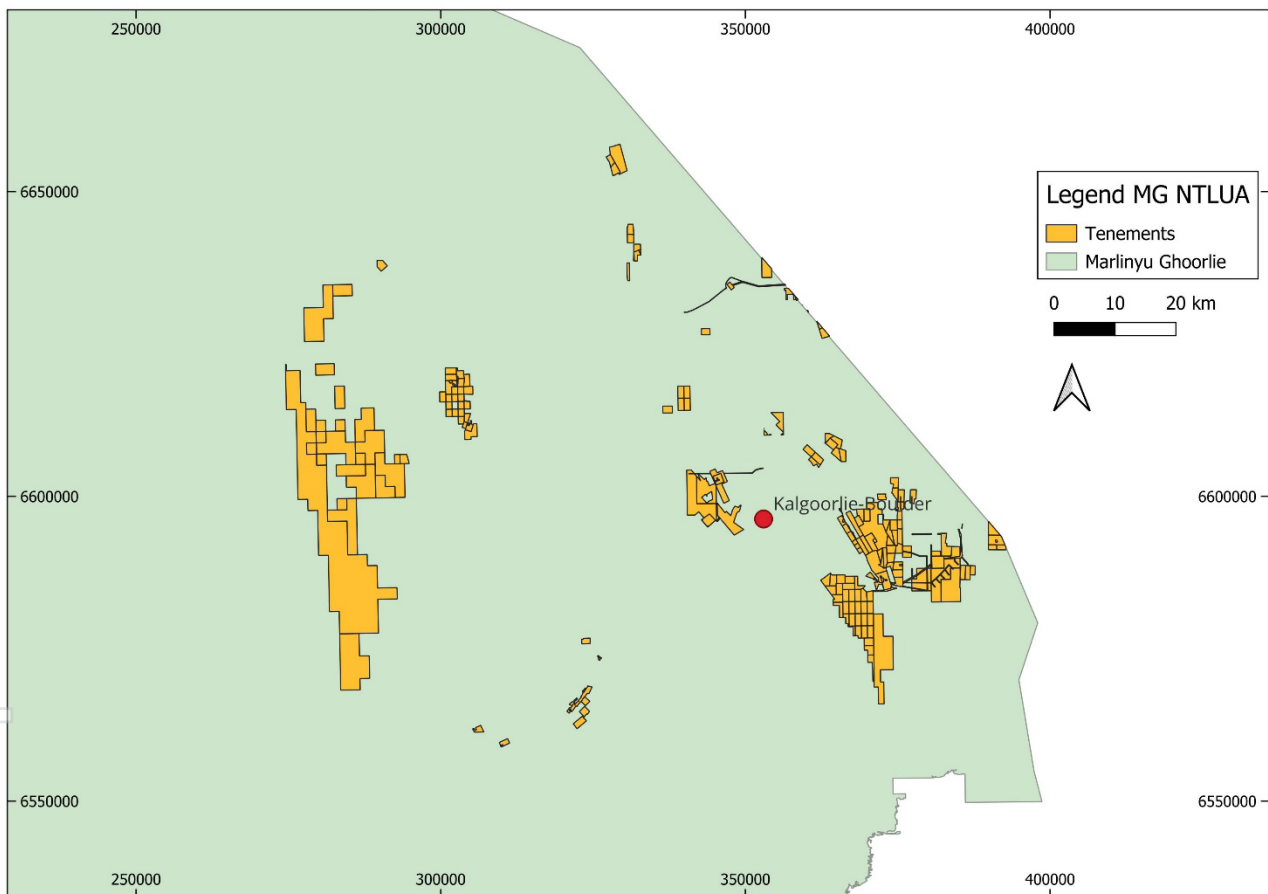 250000 300000 350000 400000
6650000
Legend MG NTLUA
Tenements
Marlinyu Ghoorlie
0 10 20 km
6600000 6600000
Kalgoorlie-Boulder
6550000 6550000
250000 300000 350000 400000